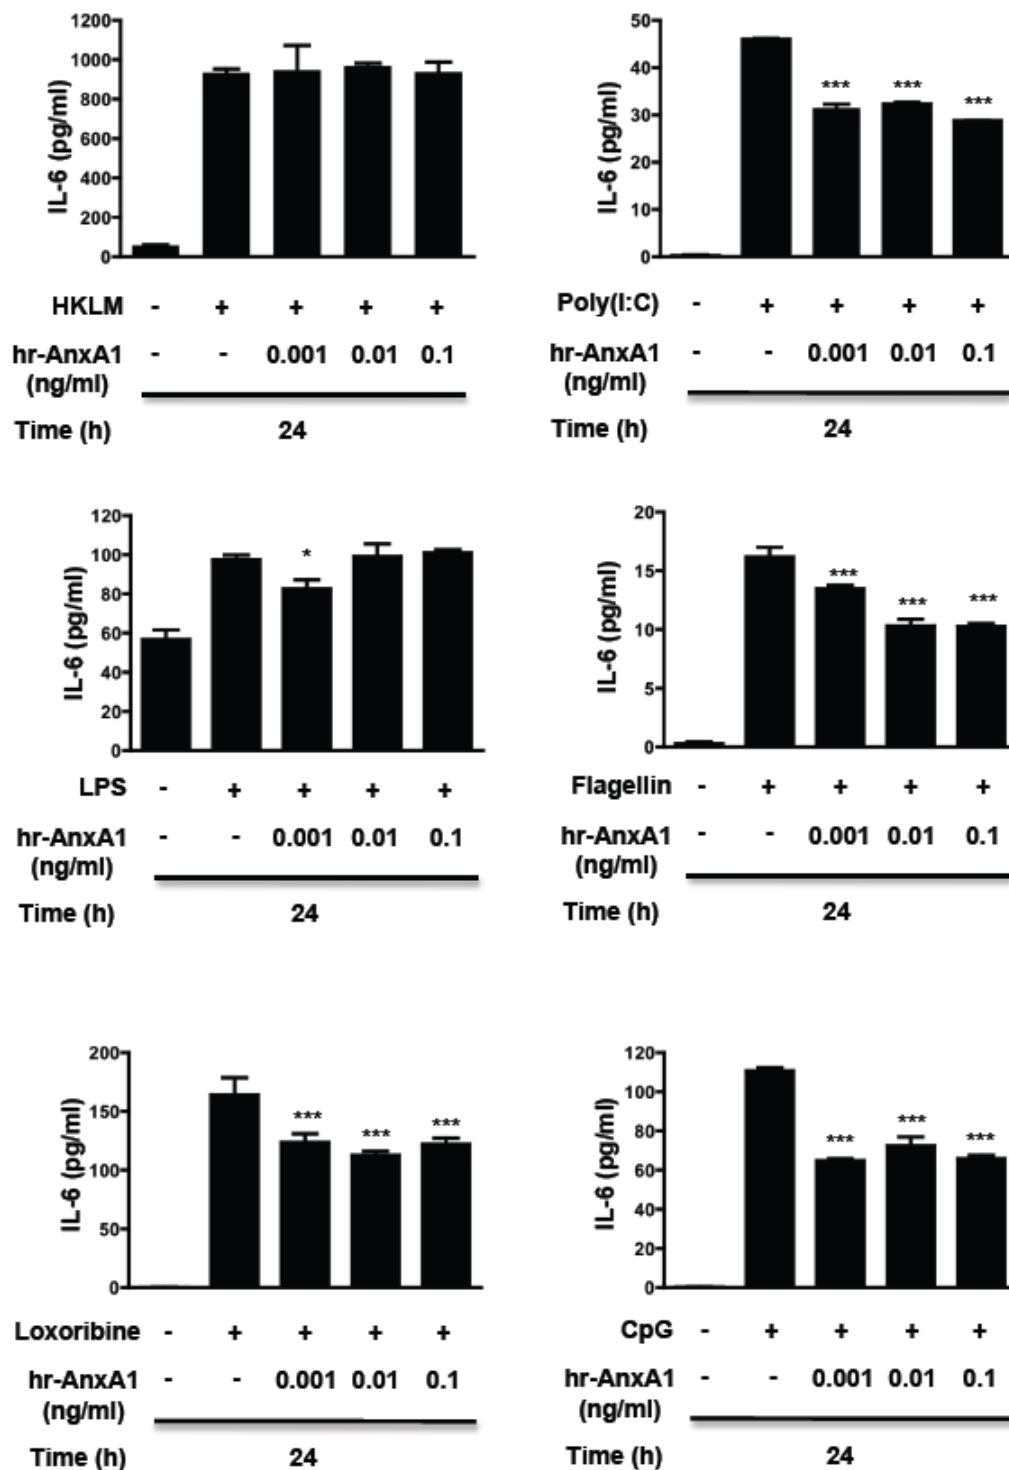 1200
1000
800
600
400
200
0
IL-6 (pg/ml)
HKLM - + + + +
hr-AnxA1 - - 0.001 0.01 0.1
(ng/ml)
Time (h) 24
50
40
30
20
10
0
IL-6 (pg/ml)
*** *** ***
Poly(I:C) - + + + +
hr-AnxA1 - - 0.001 0.01 0.1
(ng/ml)
Time (h) 24
120
100
80
60
40
20
0
IL-6 (pg/ml)
*
LPS - + + + +
hr-AnxA1 - - 0.001 0.01 0.1
(ng/ml)
Time (h) 24
20
15
10
5
0
IL-6 (pg/ml)
*** *** ***
Flagellin - + + + +
hr-AnxA1 - - 0.001 0.01 0.1
(ng/ml)
Time (h) 24
200
150
100
50
0
IL-6 (pg/ml)
*** *** ***
Loxoribine - + + + +
hr-AnxA1 - - 0.001 0.01 0.1
(ng/ml)
Time (h) 24
120
100
80
60
40
20
0
IL-6 (pg/ml)
*** *** ***
CpG - + + + +
hr-AnxA1 - - 0.001 0.01 0.1
(ng/ml)
Time (h) 24